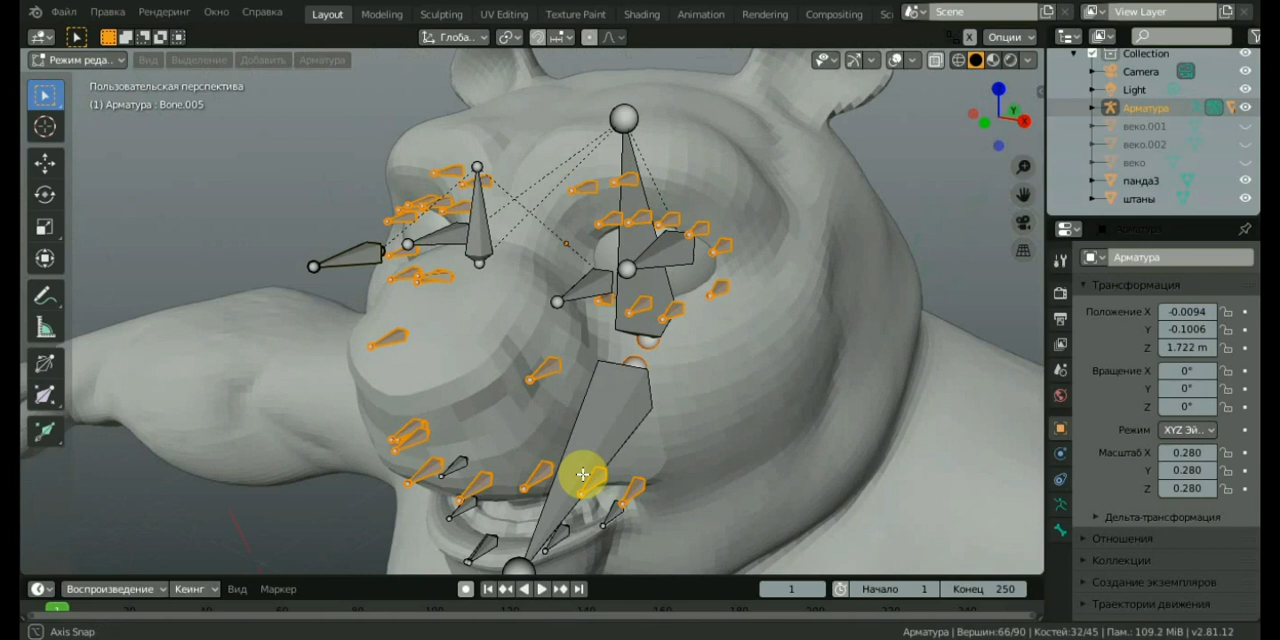 Файл Правка Рендеринг Окно Справка Layout Modeling Sculpting UV Editing Texture Paint Shading Animation Rendering Compositing Sc Scene View Layer
Глоба.. X Опции
Режим реда.. Вид Выделение Добавить Арматура
Пользовательская перспектива
(1) Арматура : Bone.005
Z
Y
X
Collection
Camera
Light
Арматура
веко.001
веко.002
веко
панда3
штаны
Арматура
Арматура
Трансформация
Положение X -0.0094
Y -0.1006
Z 1.722 m
Вращение X 0°
Y 0°
Z 0°
Режим XYZ Эй..
Масштаб X 0.280
Y 0.280
Z 0.280
Дельта-трансформация
Отношения
Коллекции
Создание экземпляров
Траектории движения
Воспроизведение Кеинг Вид Маркер 1 Начало 1 Конец 250
1 20 100 160
Axis Snap
Арматура | Вершин:66/90 | Костей:32/45 | Пам.: 109.2 MiB | v2.81.12